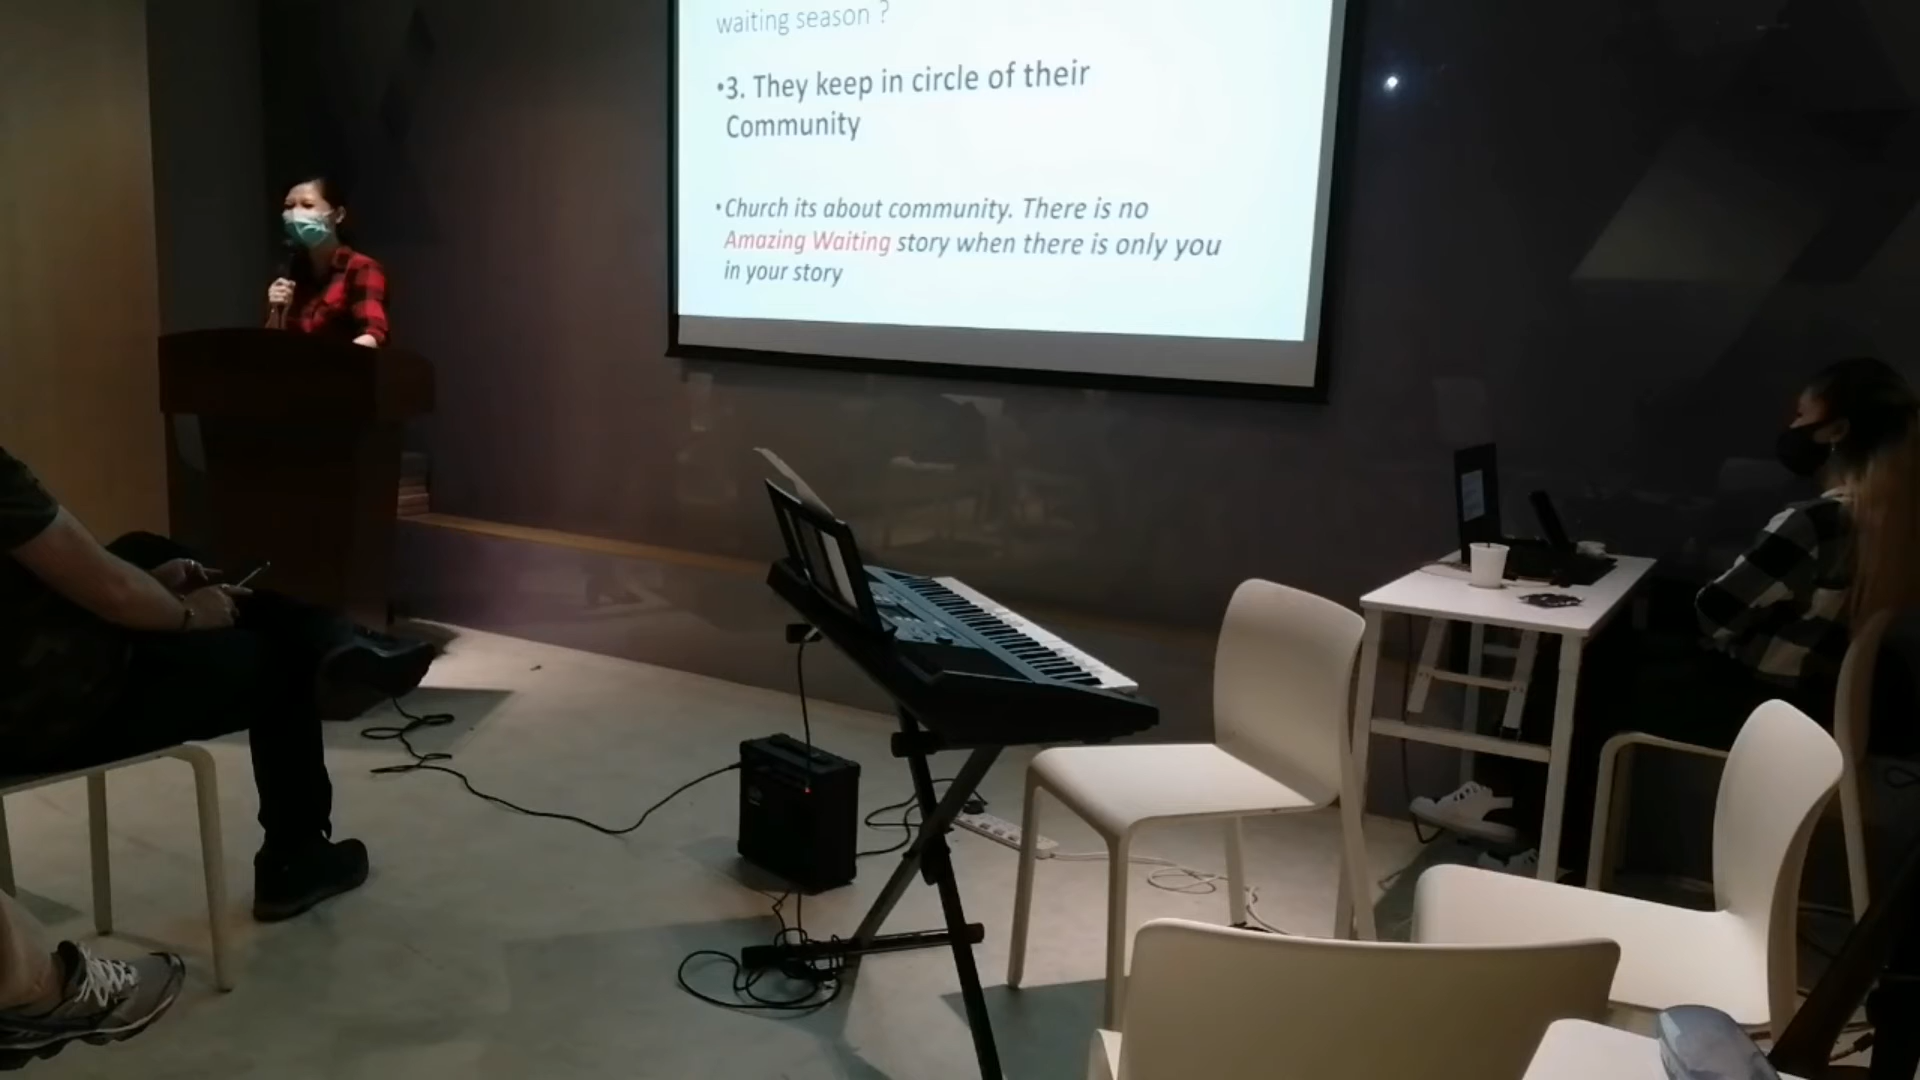 waiting season ?
•3. They keep in circle of their
Community
•Church its about community. There is no
Amazing Waiting story when there is only you
in your story